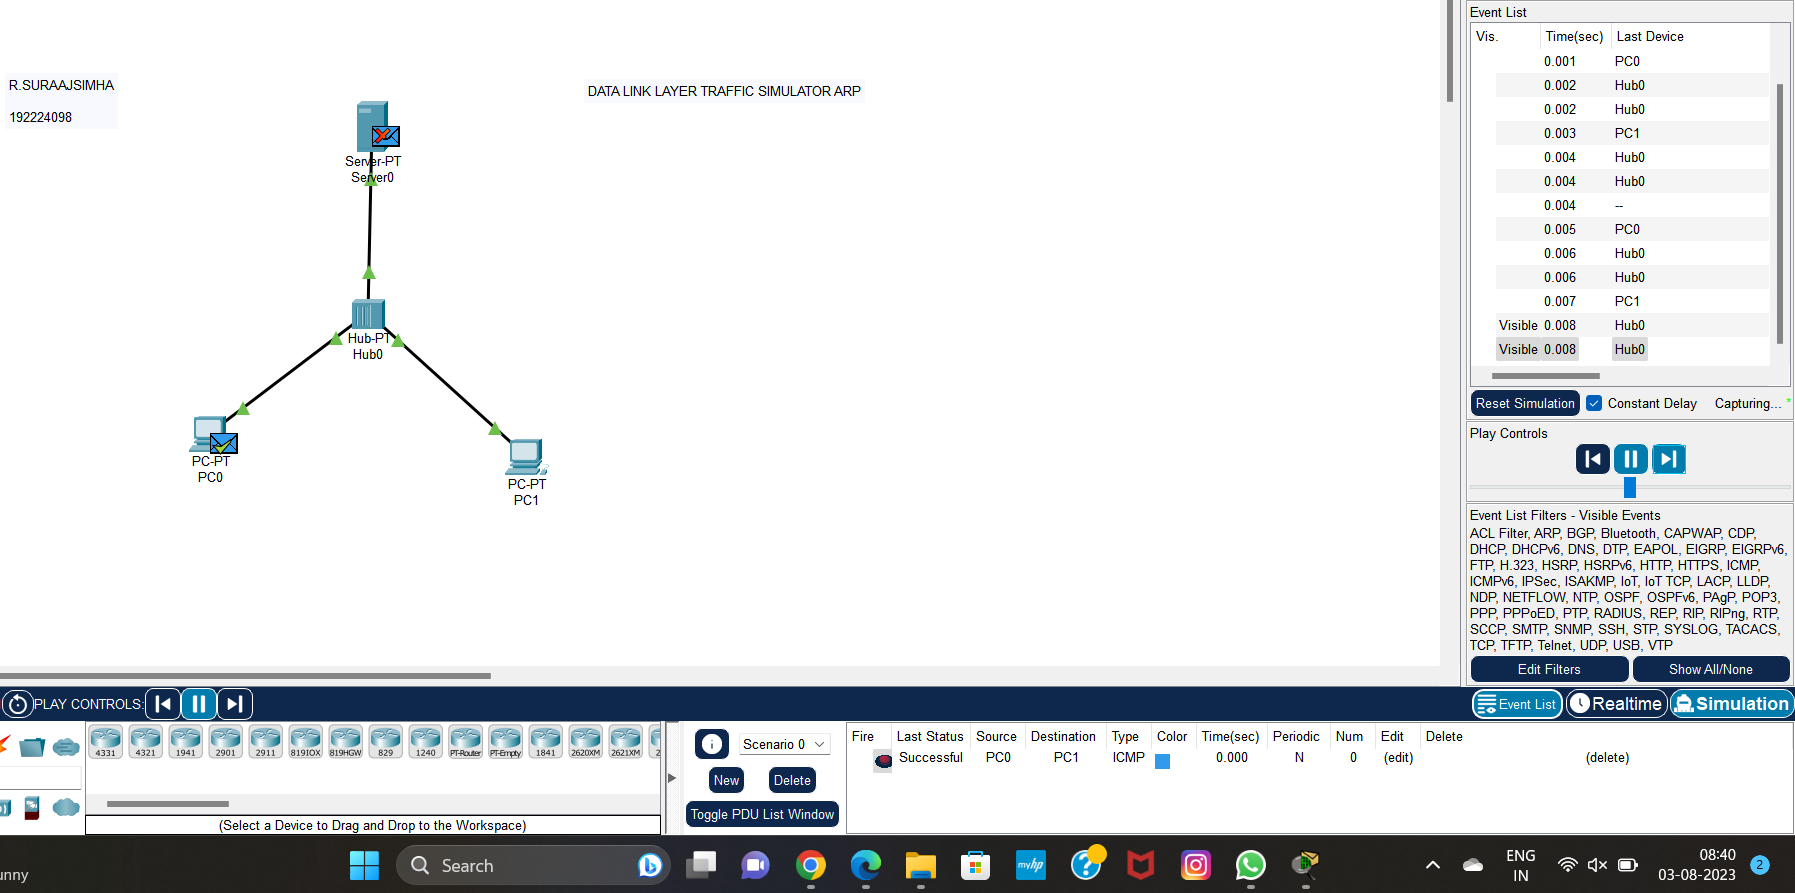 R.SURAAJSIMHA
192224098
DATA LINK LAYER TRAFFIC SIMULATOR ARP
Server-PT
Server0
Hub-PT
Hub0
PC-PT
PC0
PC-PT
PC1
Event List
Vis. Time(sec) Last Device
0.001 PC0
0.002 Hub0
0.002 Hub0
0.003 PC1
0.004 Hub0
0.004 Hub0
0.004 --
0.005 PC0
0.006 Hub0
0.006 Hub0
0.007 PC1
Visible 0.008 Hub0
Visible 0.008 Hub0
Reset Simulation Constant Delay Capturing... *
Play Controls
Event List Filters - Visible Events
ACL Filter, ARP, BGP, Bluetooth, CAPWAP, CDP,
DHCP, DHCPv6, DNS, DTP, EAPOL, EIGRP, EIGRPv6,
FTP, H.323, HSRP, HSRPv6, HTTP, HTTPS, ICMP,
ICMPv6, IPSec, ISAKMP, IoT, IoT TCP, LACP, LLDP,
NDP, NETFLOW, NTP, OSPF, OSPFv6, PAgP, POP3,
PPP, PPPoED, PTP, RADIUS, REP, RIP, RIPng, RTP,
SCCP, SMTP, SNMP, SSH, STP, SYSLOG, TACACS,
TCP, TFTP, Telnet, UDP, USB, VTP
Edit Filters Show All/None
PLAY CONTROLS: Event List Realtime Simulation
4331 4321 1941 2901 2911 819IOX 819HGW 829 1240 PT-Router PT-Empty 1841 2620XM 2621XM 2
(Select a Device to Drag and Drop to the Workspace)
Scenario 0
New Delete
Toggle PDU List Window
Fire Last Status Source Destination Type Color Time(sec) Periodic Num Edit Delete
Successful PC0 PC1 ICMP 0.000 N 0 (edit) (delete)
unny
Search
myhp
ENG
IN
08:40
03-08-2023
2